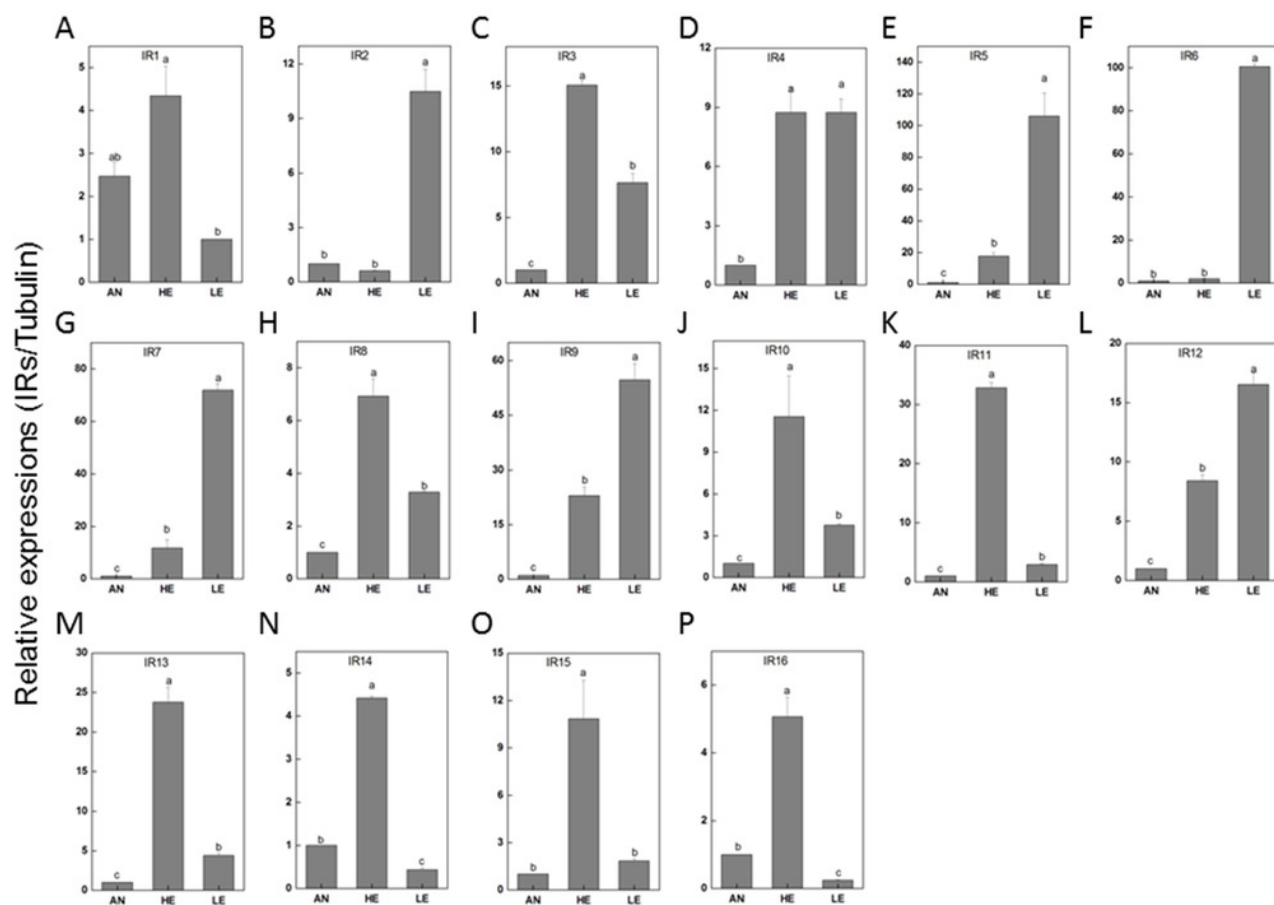 Relative expressions (IRs/Tubulin)
A
IR1
5
4
3
2
1
0
ab
a
b
AN HE LE
B
IR2
12
9
6
3
0
b
b
a
AN HE LE
C
IR3
15
10
5
0
c
a
b
AN HE LE
D
IR4
12
9
6
3
0
b
a
a
AN HE LE
E
IR5
140
120
100
80
60
40
20
0
c
b
a
AN HE LE
F
IR6
100
80
60
40
20
0
b
b
a
AN HE LE
G
IR7
80
60
40
20
0
c
b
a
AN HE LE
H
IR8
8
6
4
2
0
c
a
b
AN HE LE
I
IR9
60
45
30
15
0
c
b
a
AN HE LE
J
IR10
15
12
9
6
3
0
c
a
b
AN HE LE
K
IR11
40
30
20
10
0
c
a
b
AN HE LE
L
IR12
20
15
10
5
0
c
b
a
AN HE LE
M
IR13
30
25
20
15
10
5
0
c
a
b
AN HE LE
N
IR14
5
4
3
2
1
0
b
a
c
AN HE LE
O
IR15
15
12
9
6
3
0
b
a
b
AN HE LE
P
IR16
6
4
2
0
b
a
c
AN HE LE